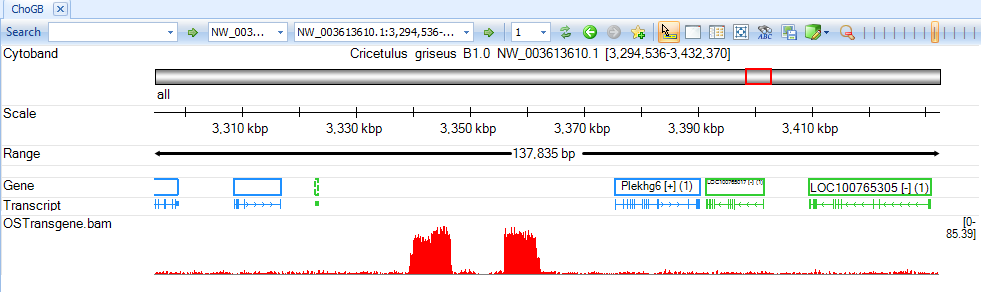 ChoGB
Search NW_003... NW_003613610.1:3,294,536-... 1
Cytoband Cricetulus griseus B1.0 NW_003613610.1 [3,294,536-3,432,370]
all
Scale
3,310 kbp 3,330 kbp 3,350 kbp 3,370 kbp 3,390 kbp 3,410 kbp
Range 137,835 bp
Gene Plekhg6 [+] (1) LOC100765017 [-] (1) LOC100765305 [-] (1)
Transcript
OSTransgene.bam [0-
85.39]